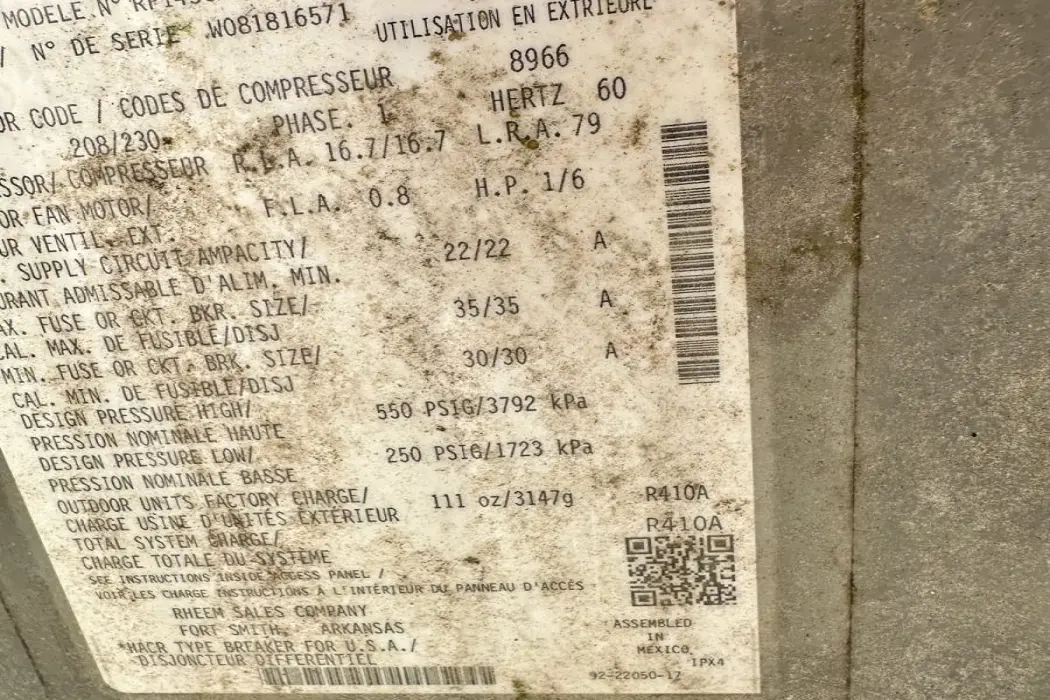 MODÈLE N°
N° DE SERIE W081816571
UTILISATION EN EXTRIEURE
8966
OR CODE / CODES DE COMPRESSEUR
208/230 PHASE. 1 HERTZ 60
SSOR/ COMPRESSEUR R.L.A. 16.7/16.7 L.R.A. 79
OR FAN MOTOR/ F.L.A. 0.8 H.P. 1/6
UR VENTIL. EXT.
. SUPPLY CIRCUIT AMPACITY/ 22/22 A
URANT ADMISSABLE D'ALIM. MIN.
AX. FUSE OR CKT. BKR. SIZE/ 35/35 A
CAL. MAX. DE FUSIBLE/DISJ
MIN. FUSE OR CKT. BRK. SIZE/ 30/30 A
CAL. MIN. DE FUSIBLE/DISJ
DESIGN PRESSURE HIGH/ 550 PSIG/3792 kPa
PRESSION NOMINALE HAUTE
DESIGN PRESSURE LOW/ 250 PSIG/1723 kPa
PRESSION NOMINALE BASSE
OUTDOOR UNITS FACTORY CHARGE/ 111 oz/3147g R410A
CHARGE USINE D'UNITÉS EXTÉRIEUR
TOTAL SYSTEM CHARGE/ R410A
CHARGE TOTALE DU SYSTÈME
SEE INSTRUCTIONS INSIDE ACCESS PANEL /
VOIR LES CHARGE INSTRUCTIONS À L'INTÉRIEUR DU PANNEAU D'ACCÈS
RHEEM SALES COMPANY
FORT SMITH, ARKANSAS
*HACR TYPE BREAKER FOR U.S.A./
DISJONCTEUR DIFFERENTIEL
ASSEMBLED
IN
MEXICO
IPX4
92-22050-17